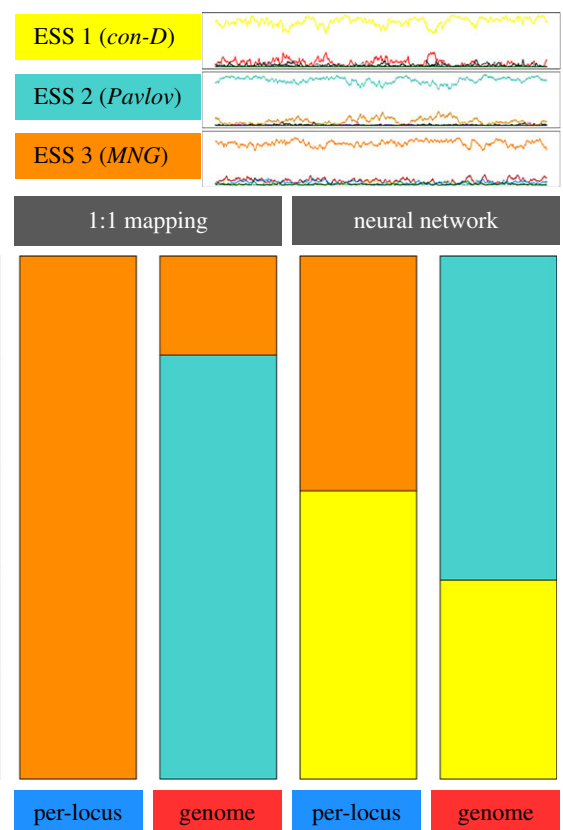 ESS 1 (con-D)
ESS 2 (Pavlov)
ESS 3 (MNG)
1:1 mapping neural network
per-locus genome per-locus genome